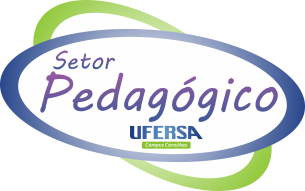 Setor
Pedagógico
UFERSA
Campus Caraúbas